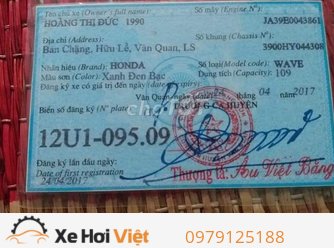 Tên chủ xe (Owner's full name): Số máy (Engine N°):
HOÀNG THỊ ĐỨC 1990 JA39E0043861
Địa chỉ (Address): Số khung (Chassis N°):
Bản Chặng, Hữu Lễ, Văn Quan, LS 3900HY044308
Nhãn hiệu (Brand): HONDA Số loại (Model code): WAVE
Màu sơn (Color): Xanh Đen Bạc Dung tích (Capacity): 109
Đăng ký xe có giá trị đến ngày
Văn Quan, ngày 04 2017
Biển số đăng ký (N° plate)
12U1-095.09
Đăng ký lần đầu ngày:
Date of first registration
24/04/2017
Thượng tá: Âu Việt Bằng
Xe Hơi Việt 0979125188